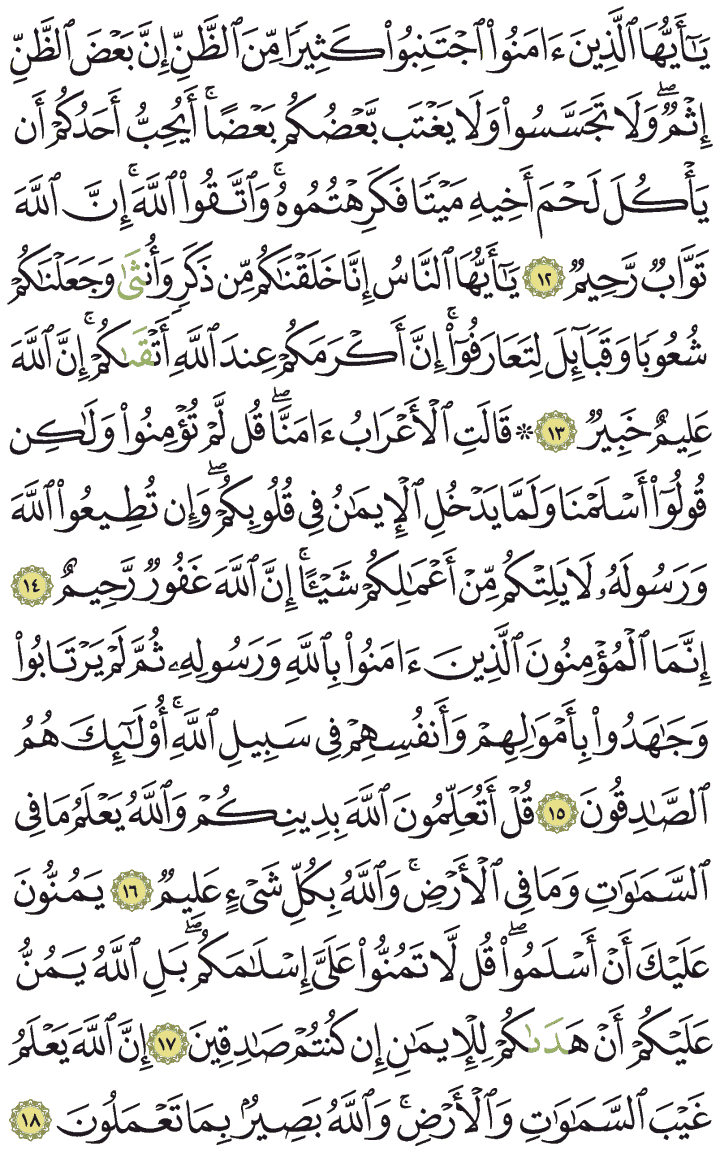 يَـٰٓأَيُّهَا ٱلَّذِينَ ءَامَنُوا۟ ٱجْتَنِبُوا۟ كَثِيرًا مِّنَ ٱلظَّنِّ إِنَّ بَعْضَ ٱلظَّنِّ
إِثْمٌ ۖ وَلَا تَجَسَّسُوا۟ وَلَا يَغْتَب بَّعْضُكُم بَعْضًا ۚ أَيُحِبُّ أَحَدُكُمْ أَن
يَأْكُلَ لَحْمَ أَخِيهِ مَيْتًا فَكَرِهْتُمُوهُ ۚ وَٱتَّقُوا۟ ٱللَّهَ ۚ إِنَّ ٱللَّهَ
تَوَّابٌ رَّحِيمٌ ١٢ يَـٰٓأَيُّهَا ٱلنَّاسُ إِنَّا خَلَقْنَـٰكُم مِّن ذَكَرٍ وَأُنثَىٰ وَجَعَلْنَـٰكُمْ
شُعُوبًا وَقَبَآئِلَ لِتَعَارَفُوٓا۟ ۚ إِنَّ أَكْرَمَكُمْ عِندَ ٱللَّهِ أَتْقَىٰكُمْ ۚ إِنَّ ٱللَّهَ
عَلِيمٌ خَبِيرٌ ١٣ * قَالَتِ ٱلْأَعْرَابُ ءَامَنَّا ۖ قُل لَّمْ تُؤْمِنُوا۟ وَلَـٰكِن
قُولُوٓا۟ أَسْلَمْنَا وَلَمَّا يَدْخُلِ ٱلْإِيمَـٰنُ فِى قُلُوبِكُمْ ۖ وَإِن تُطِيعُوا۟ ٱللَّهَ
وَرَسُولَهُۥ لَا يَلِتْكُم مِّنْ أَعْمَـٰلِكُمْ شَيْـًٔا ۚ إِنَّ ٱللَّهَ غَفُورٌ رَّحِيمٌ ١٤
إِنَّمَا ٱلْمُؤْمِنُونَ ٱلَّذِينَ ءَامَنُوا۟ بِٱللَّهِ وَرَسُولِهِۦ ثُمَّ لَمْ يَرْتَابُوا۟
وَجَـٰهَدُوا۟ بِأَمْوَٰلِهِمْ وَأَنفُسِهِمْ فِى سَبِيلِ ٱللَّهِ ۚ أُو۟لَـٰٓئِكَ هُمُ
ٱلصَّـٰدِقُونَ ١٥ قُلْ أَتُعَلِّمُونَ ٱللَّهَ بِدِينِكُمْ وَٱللَّهُ يَعْلَمُ مَا فِى
ٱلسَّمَـٰوَٰتِ وَمَا فِى ٱلْأَرْضِ ۚ وَٱللَّهُ بِكُلِّ شَىْءٍ عَلِيمٌ ١٦ يَمُنُّونَ
عَلَيْكَ أَنْ أَسْلَمُوا۟ ۖ قُل لَّا تَمُنُّوا۟ عَلَىَّ إِسْلَـٰمَكُم ۖ بَلِ ٱللَّهُ يَمُنُّ
عَلَيْكُمْ أَنْ هَدَىٰكُمْ لِلْإِيمَـٰنِ إِن كُنتُمْ صَـٰدِقِينَ ١٧ إِنَّ ٱللَّهَ يَعْلَمُ
غَيْبَ ٱلسَّمَـٰوَٰتِ وَٱلْأَرْضِ ۚ وَٱللَّهُ بَصِيرٌۢ بِمَا تَعْمَلُونَ ١٨